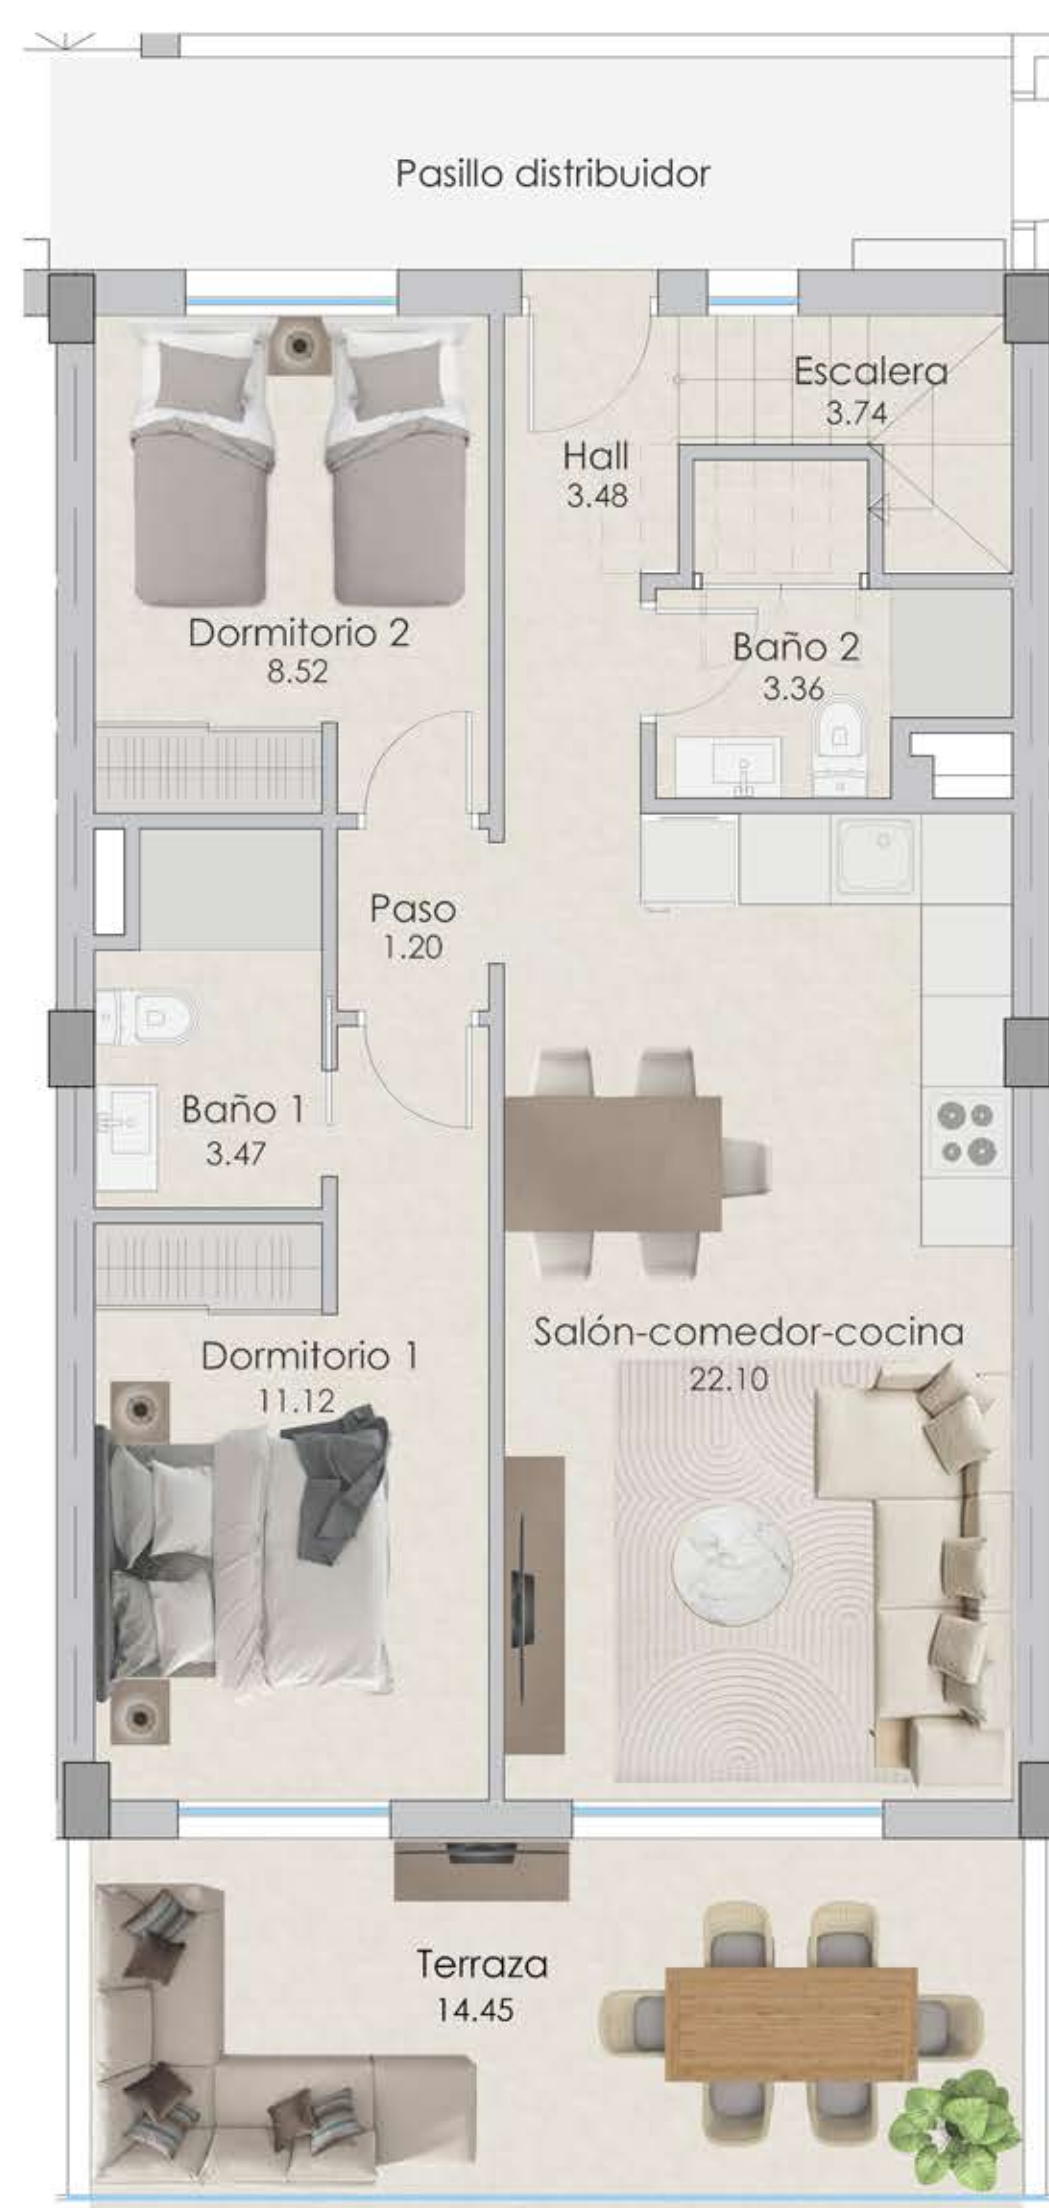 Pasillo distribuidor
Escalera
3.74
Hall
3.48
Dormitorio 2
8.52
Baño 2
3.36
Paso
1.20
Baño 1
3.47
Salón-comedor-cocina
22.10
Dormitorio 1
11.12
Terraza
14.45